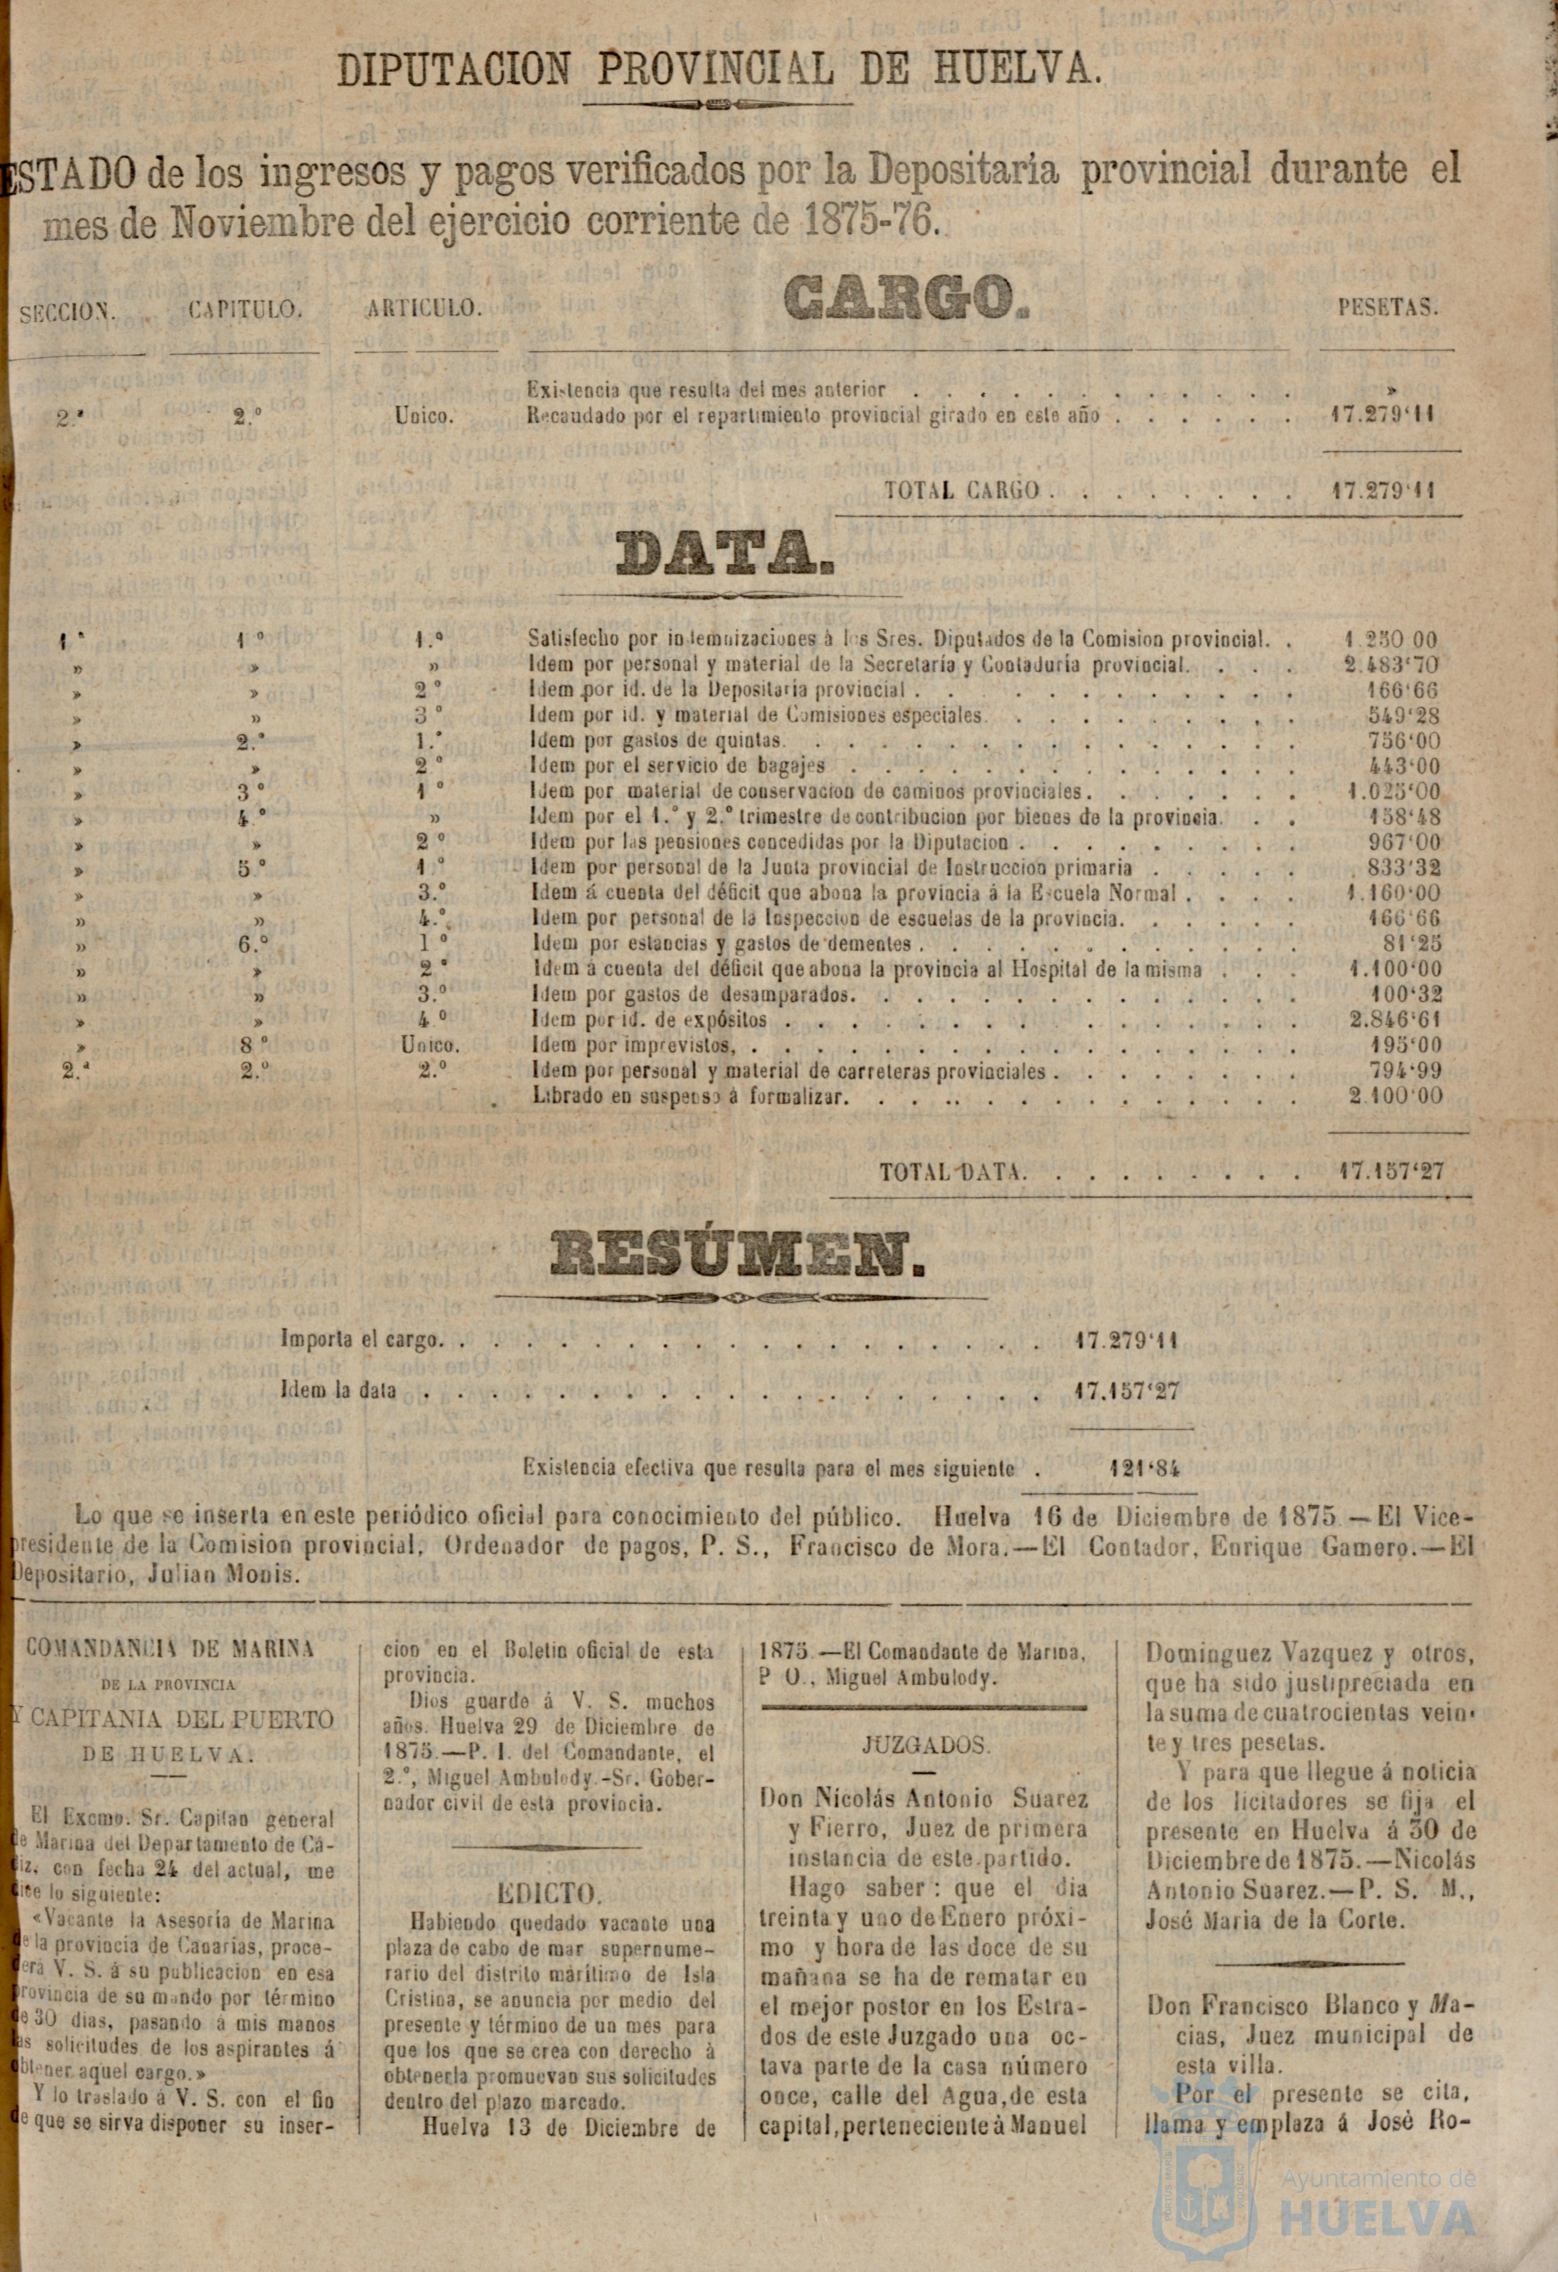 DIPUTACION PROVINCIAL DE HUELVA.
ESTADO de los ingresos y pagos verificados por la Depositaría provincial durante el
mes de Noviembre del ejercicio corriente de 1875-76.
SECCION. CAPITULO. ARTICULO. CARGO. PESETAS.
Existencia que resulta del mes anterior . . . . . . . . . . . . »
2.ª 2.º Unico. Recaudado por el repartimiento provincial girado en este año . . . . . . 17.279‘11
TOTAL CARGO . . . . . . . . 17.279‘11
DATA.
1ª 1º 1.º Satisfecho por indemnizaciones à los Sres. Diputados de la Comision provincial. . 1.250 00
» » » Idem por personal y material de la Secretaría y Contaduría provincial. . . . 2.483‘70
» » 2º Idem por id. de la Depositaria provincial . . . . . . . . . . . 166‘66
» » 3º Idem por id. y material de Comisiones especiales. . . . . . . . . . 549‘28
» 2.º 1.º Idem por gastos de quintas. . . . . . . . . . . . . . . . 756‘00
» » 2º Idem por el servicio de bagajes . . . . . . . . . . . . . . 443‘00
» 3º 1º Idem por material de conservacion de caminos provinciales. . . . . . . 1.025‘00
» 4.º » Idem por el 1.º y 2.º trimestre de contribucion por bienes de la provincia. . . 158‘48
» » 2º Idem por las pensiones concedidas por la Diputacion . . . . . . . . . 967‘00
» 5º 1º Idem por personal de la Junta provincial de Instruccion primaria . . . . . . 833‘32
» » 3.º Idem á cuenta del déficit que abona la provincia á la Escuela Normal . . . . 1.160‘00
» » 4.º Idem por personal de la Inspeccion de escuelas de la provincia. . . . . . 166‘66
» 6.º 1º Idem por estancias y gastos de dementes . . . . . . . . . . . . 81‘25
» » 2º Idem á cuenta del déficit que abona la provincia al Hospital de la misma . . . 1.100‘00
» » 3.º Idem por gastos de desamparados. . . . . . . . . . . . . . 100‘32
» » 4º Idem por id. de expósitos . . . . . . . . . . . . . . . 2.846‘61
» 8º Unico. Idem por imprevistos, . . . . . . . . . . . . . . . . . 195‘00
2.ª 2.º 2.º Idem por personal y material de carreteras provinciales . . . . . . . . 794‘99
Librado en suspenso á formalizar. . . . . . . . . . . . . . . 2.100‘00
TOTAL DATA. . . . . . . . . 17.157‘27
RESÚMEN.
Importa el cargo. . . . . . . . . . . . . . . . . . . 17.279‘11
Idem la data . . . . . . . . . . . . . . . . . . . 17.157‘27
Existencia efectiva que resulta para el mes siguiente . 121‘84
Lo que se inserta en este periódico oficial para conocimiento del público. Huelva 16 de Diciembre de 1875.—El Vice-
presidente de la Comision provincial, Ordenador de pagos, P. S., Francisco de Mora.—El Contador, Enrique Gamero.—El
Depositario, Julian Monis.
COMANDANCIA DE MARINA
DE LA PROVINCIA
Y CAPITANIA DEL PUERTO
DE HUELVA.
El Excmo. Sr. Capitan general
de Marina del Departamento de Cá-
diz, con fecha 24 del actual, me
dice lo siguiente:
«Vacante la Asesoría de Marina
de la provincia de Canarias, proce-
derá V. S. á su publicacion en esa
provincia de su mando por término
de 30 dias, pasando á mis manos
las solicitudes de los aspirantes á
obtener aquel cargo.»
Y lo traslado á V. S. con el fin
de que se sirva disponer su inser-
cion en el Boletin oficial de esta
provincia.
Dios guarde á V. S. muchos
años. Huelva 29 de Diciembre de
1875.—P. I. del Comandante, el
2.º, Miguel Ambulody.-Sr. Gober-
nador civil de esta provincia.
EDICTO.
Habiendo quedado vacante una
plaza de cabo de mar supernume-
rario del distrito marítimo de Isla
Cristina, se anuncia por medio del
presente y término de un mes para
que los que se crea con derecho à
obtenerla promuevan sus solicitudes
dentro del plazo marcado.
Huelva 13 de Diciembre de
1875.—El Comandante de Marina,
P O., Miguel Ambulody.
JUZGADOS.
Don Nicolás Antonio Suarez
y Fierro, Juez de primera
instancia de este partido.
Hago saber: que el dia
treinta y uno de Enero próxi-
mo y hora de las doce de su
mañana se ha de rematar en
el mejor postor en los Estra-
dos de este Juzgado una oc-
tava parte de la casa número
once, calle del Agua, de esta
capital, perteneciente à Manuel
Dominguez Vazquez y otros,
que ha sido justipreciada en
la suma de cuatrocientas vein-
te y tres pesetas.
Y para que llegue á noticia
de los licitadores se fija el
presente en Huelva á 30 de
Diciembre de 1875.—Nicolás
Antonio Suarez.—P. S. M.,
José Maria de la Corte.
Don Francisco Blanco y Ma-
cias, Juez municipal de
esta villa.
Por el presente se cita,
llama y emplaza á José Ro-
Ayuntamiento de
HUELVA